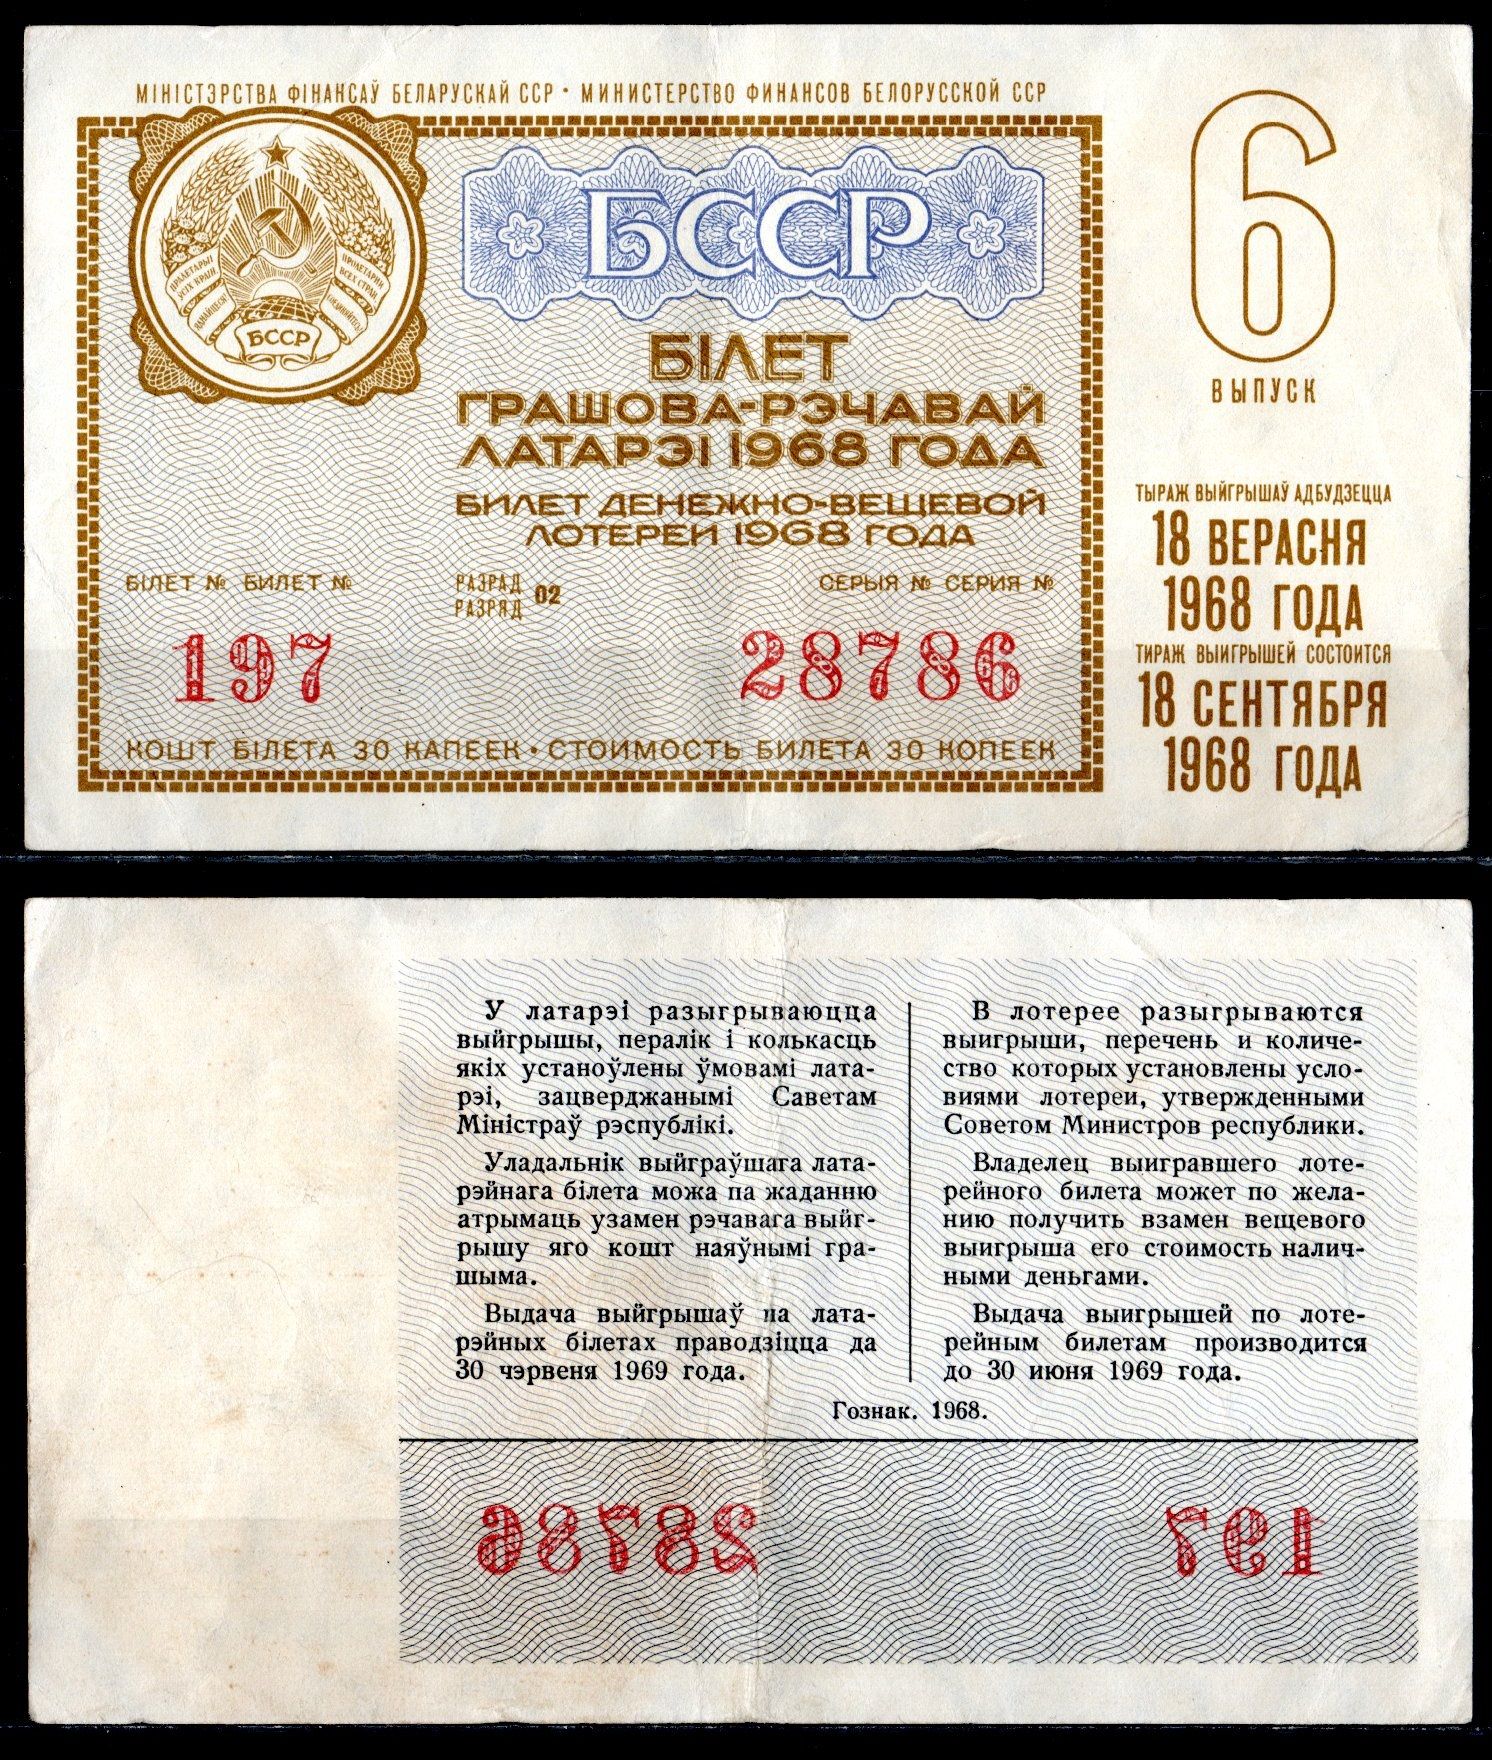 МІНІСТЭРСТВА ФІНАНСАЎ БЕЛАРУСКАЙ ССР • МИНИСТЕРСТВО ФИНАНСОВ БЕЛОРУССКОЙ ССР
БССР
БІЛЕТ
ГРАШОВА-РЭЧАВАЙ
ЛАТАРЭІ 1968 ГОДА
БИЛЕТ ДЕНЕЖНО-ВЕЩЕВОЙ
ЛОТЕРЕИ 1968 ГОДА
ПРОЛЕТАРИИ
ВСЕХ СТРАН,
БССР
БІЛЕТ № БИЛЕТ №
РАЗРАД
РАЗРЯД
02
СЕРЫЯ № СЕРИЯ №
197
28786
КОШТ БІЛЕТА 30 КАПЕЕК • СТОИМОСТЬ БИЛЕТА 30 КОПЕЕК
6
ВЫПУСК
ТЫРАЖ ВЫЙГРЫШАЎ АДБУДЗЕЦЦА
18 ВЕРАСНЯ
1968 ГОДА
ТИРАЖ ВЫИГРЫШЕЙ СОСТОИТСЯ
18 СЕНТЯБРЯ
1968 ГОДА
У латарэі разыгрываюцца
выйгрышы, пералік і колькасць
якіх устаноўлены ўмовамі лата-
рэі, зацверджанымі Саветам
Міністраў рэспублікі.
Уладальнік выйграўшага лата-
рэйнага білета можа па жаданню
атрымаць узамен рэчавага выйг-
рышу яго кошт наяўнымі гра-
шыма.
Выдача выйгрышаў па лата-
рэйных білетах праводзіцца да
30 чэрвеня 1969 года.
В лотерее разыгрываются
выигрыши, перечень и количе-
ство которых установлены усло-
виями лотереи, утвержденными
Советом Министров республики.
Владелец выигравшего лоте-
рейного билета может по жела-
нию получить взамен вещевого
выигрыша его стоимость налич-
ными деньгами.
Выдача выигрышей по лоте-
рейным билетам производится
до 30 июня 1969 года.
Гознак. 1968.
28786
197